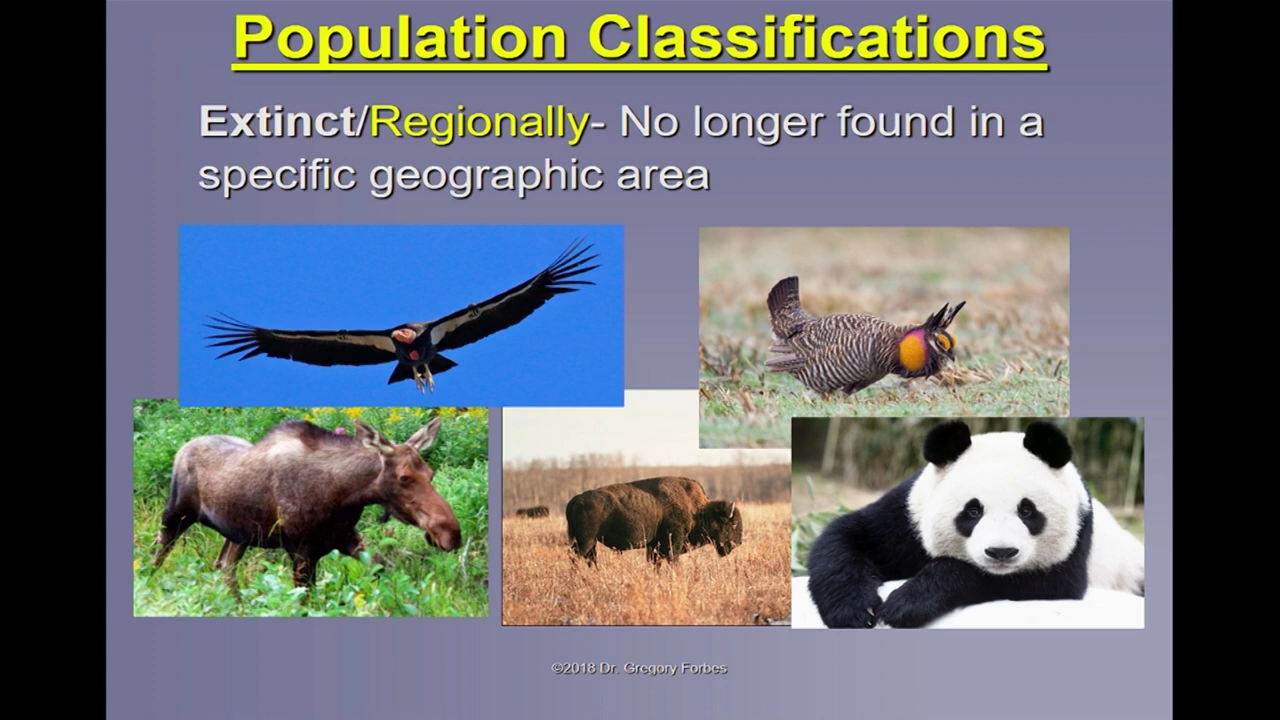 Population Classifications
Extinct/Regionally- No longer found in a
specific geographic area
©2018 Dr. Gregory Forbes